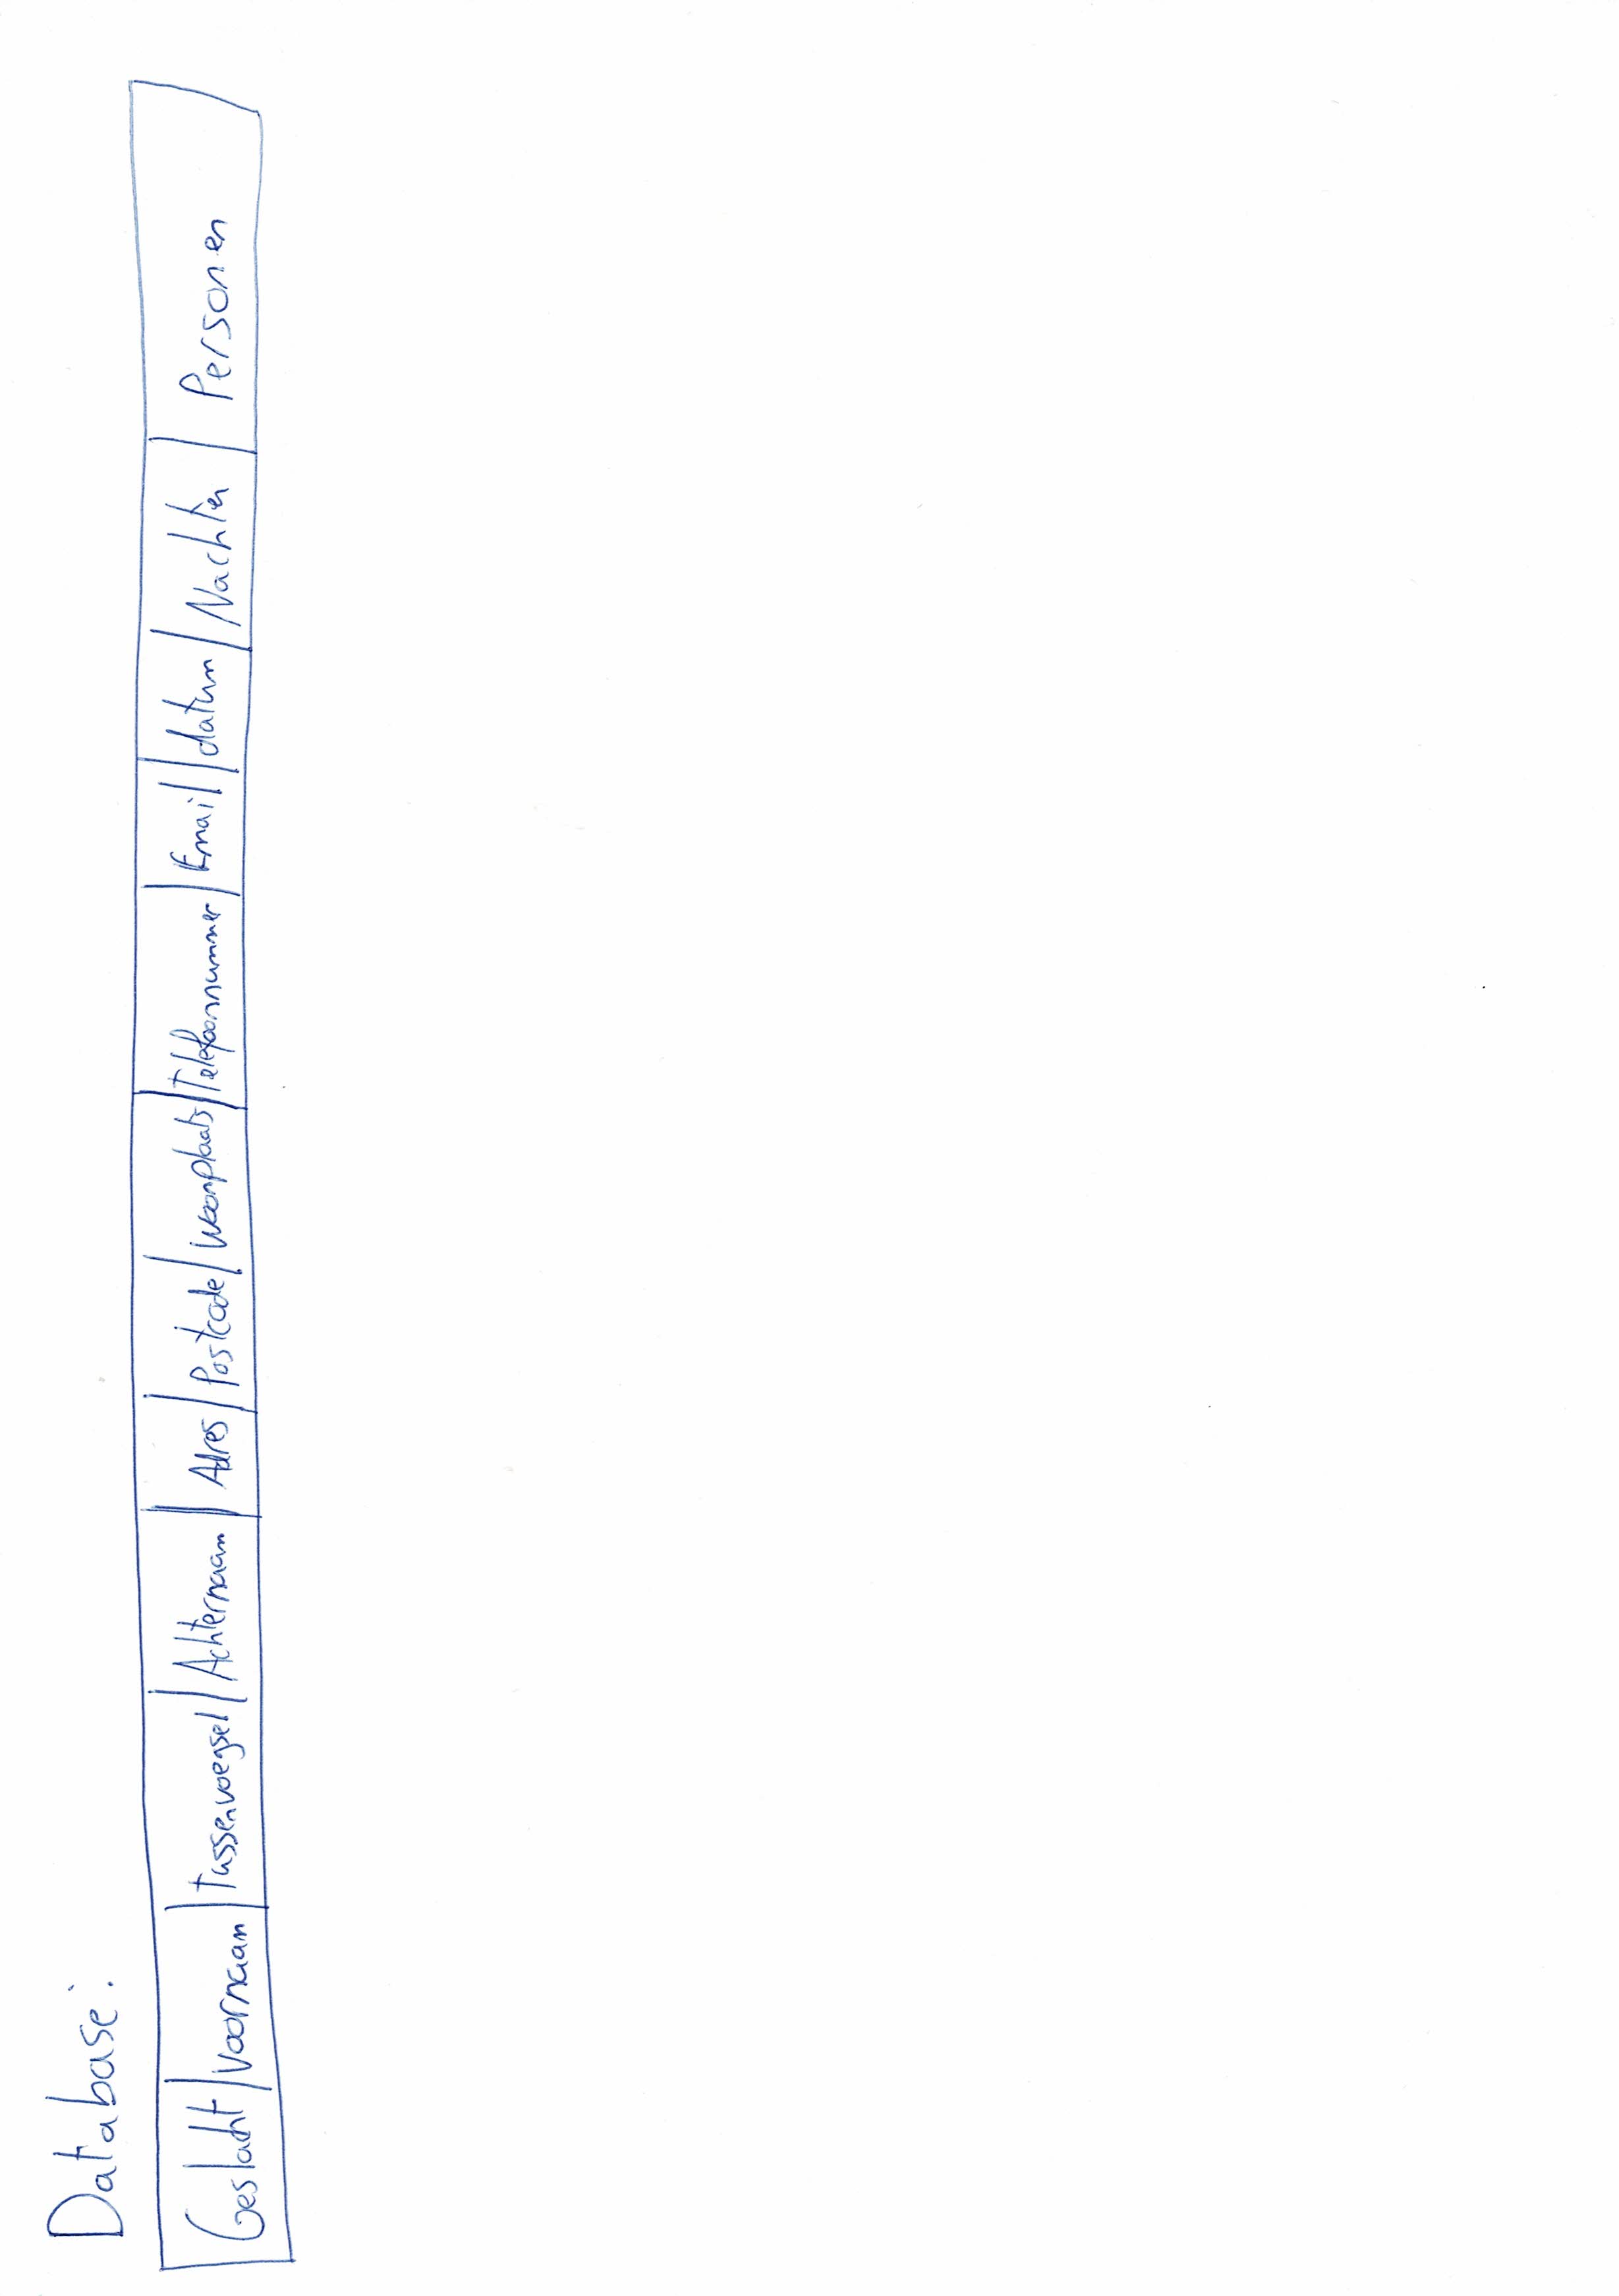 Database:
Geslacht | Voornaam | tussenvoegsel | Achternaam | Adres | Postcode | woonplaats | Telefoonnummer | Email | datum | Nachten | Personen